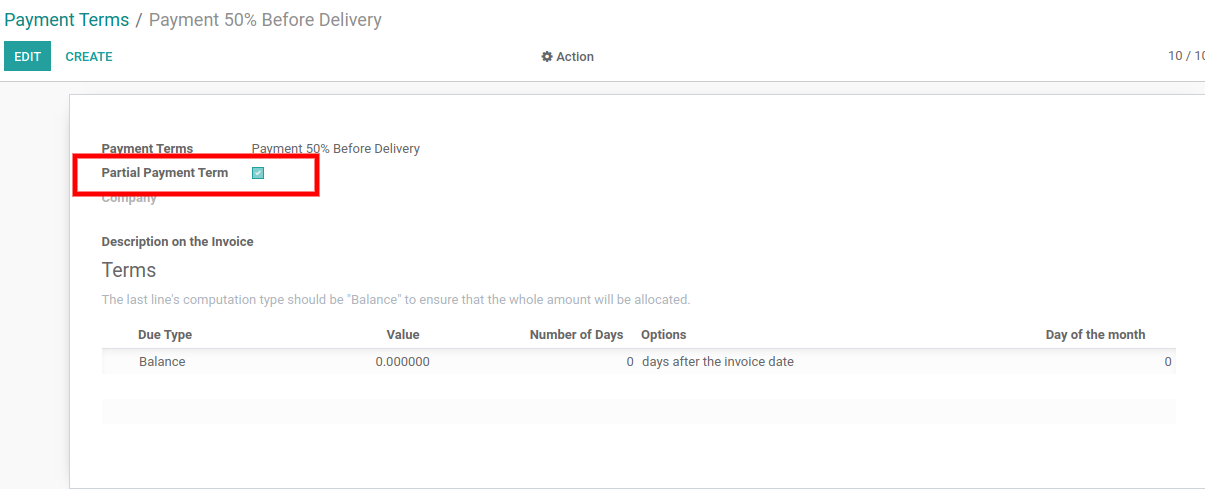 Payment Terms / Payment 50% Before Delivery
EDIT CREATE Action 10 / 10
Payment Terms Payment 50% Before Delivery
Partial Payment Term
Company
Description on the Invoice
Terms
The last line's computation type should be "Balance" to ensure that the whole amount will be allocated.
Due Type Value Number of Days Options Day of the month
Balance 0.000000 0 days after the invoice date 0